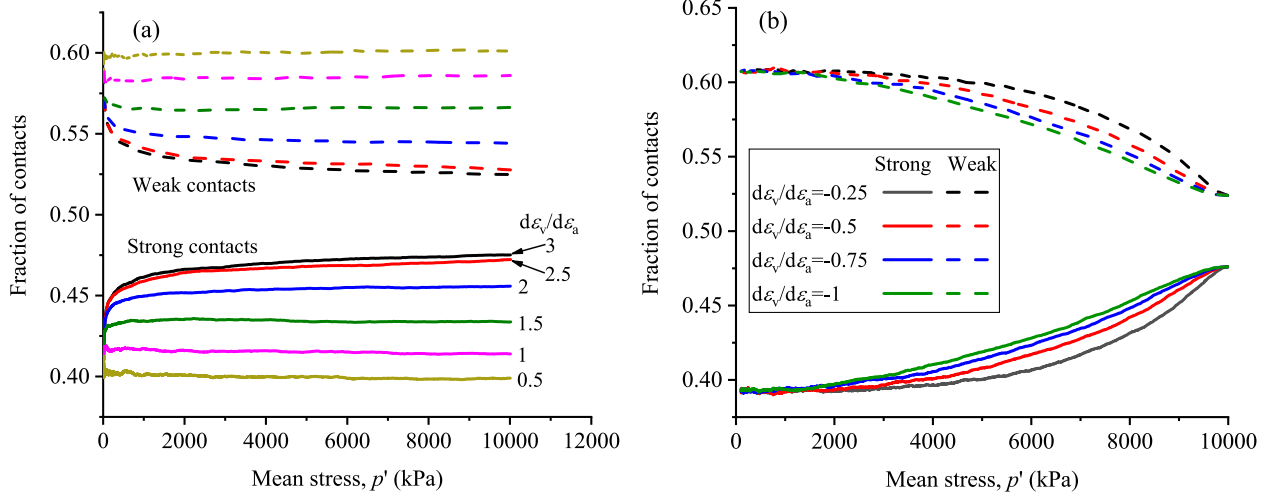 (a)
0.60
0.55
0.50
0.45
0.40
Fraction of contacts
Weak contacts
Strong contacts
dεv/dεa
3
2.5
2
1.5
1
0.5
0 2000 4000 6000 8000 10000 12000
Mean stress, p' (kPa)
(b)
0.60
0.55
0.50
0.45
0.40
Fraction of contacts
Strong Weak
dεv/dεa=-0.25
dεv/dεa=-0.5
dεv/dεa=-0.75
dεv/dεa=-1
0 2000 4000 6000 8000 10000
Mean stress, p' (kPa)